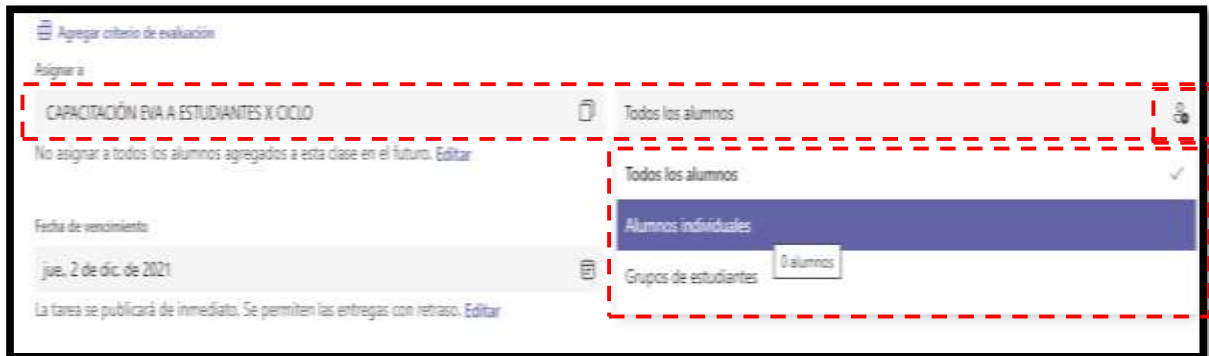 Agregar criterio de evaluación
Asignar a
CAPACITACIÓN EVA A ESTUDIANTES X CICLO
Todos los alumnos
No asignar a todos los alumnos agregados a esta clase en el futuro. Editar
Todos los alumnos
Alumnos individuales
0 alumnos
Grupos de estudiantes
Fecha de vencimiento
jue., 2 de dic. de 2021
La tarea se publicará de inmediato. Se permiten las entregas con retraso. Editar